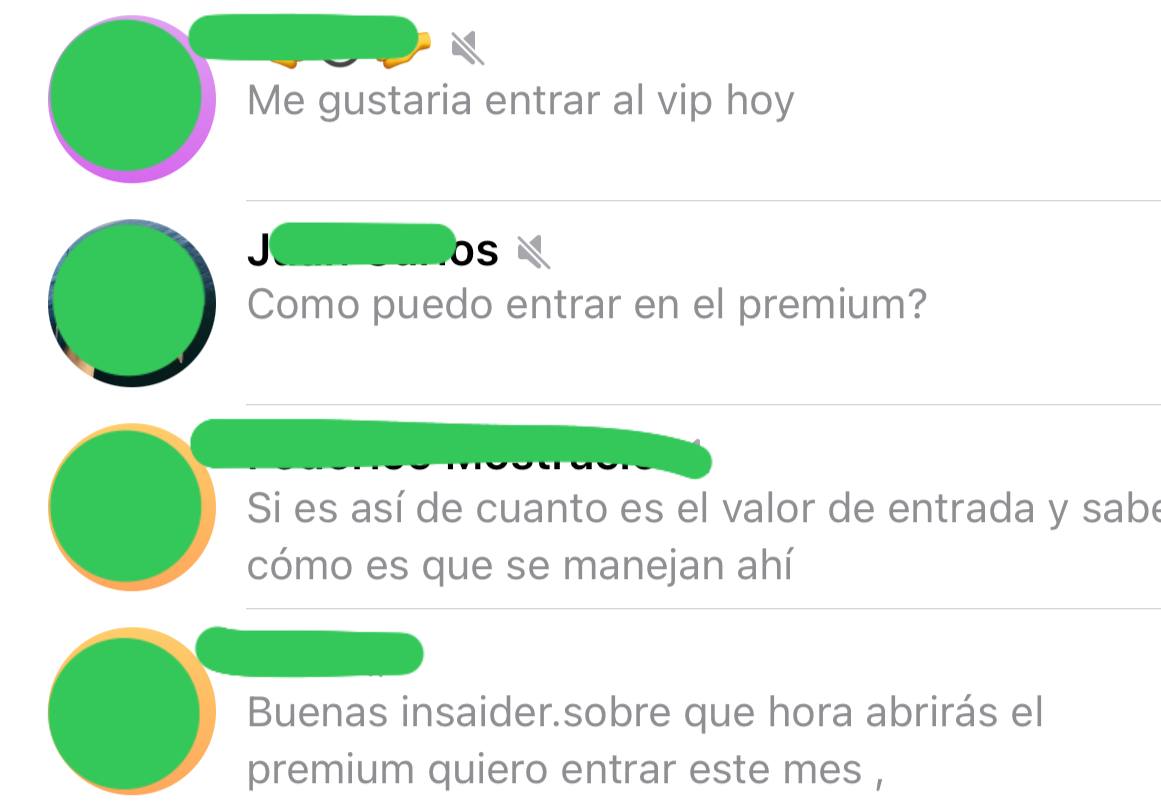 Me gustaria entrar al vip hoy
Como puedo entrar en el premium?
Si es así de cuanto es el valor de entrada y sabe
cómo es que se manejan ahí
Buenas insaider.sobre que hora abrirás el
premium quiero entrar este mes ,